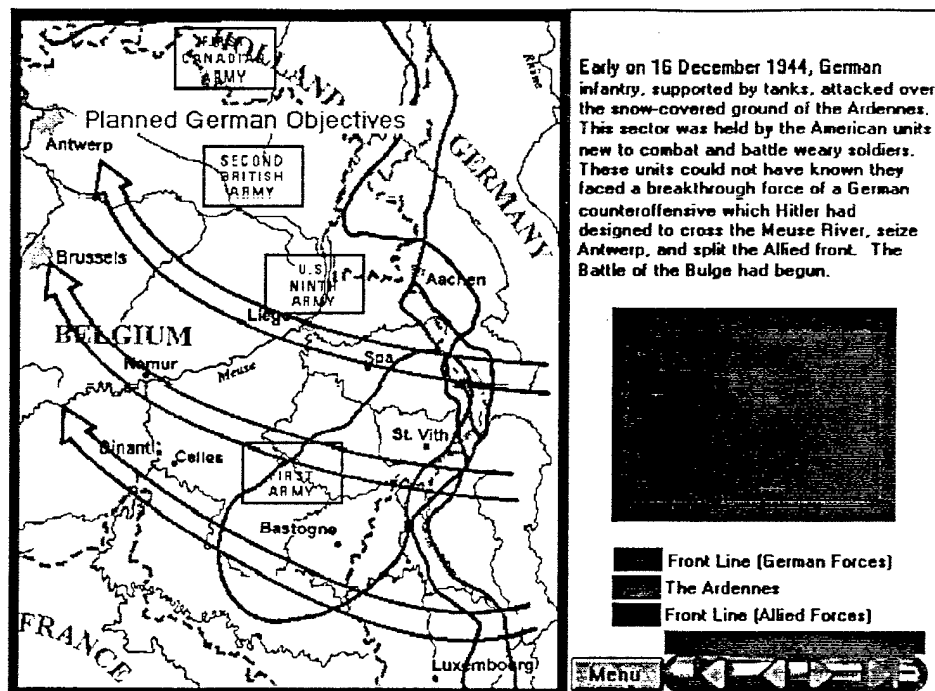 FIRST
CANADIAN
ARMY
HOLLAND
Rhine
Planned German Objectives
Antwerp
GERMANY
SECOND
BRITISH
ARMY
Brussels
U.S
NINTH
ARMY
Aachen
Liege
BELGIUM
Namur
Meuse
Spa
Dinant
Celles
St. Vith
FIRST
ARMY
Bastogne
FRANCE
Luxembourg
Early on 16 December 1944, German
infantry, supported by tanks, attacked over
the snow-covered ground of the Ardennes.
This sector was held by the American units
new to combat and battle weary soldiers.
These units could not have known they
faced a breakthrough force of a German
counteroffensive which Hitler had
designed to cross the Meuse River, seize
Antwerp, and split the Allied front. The
Battle of the Bulge had begun.
Front Line (German Forces)
The Ardennes
Front Line (Allied Forces)
Menu